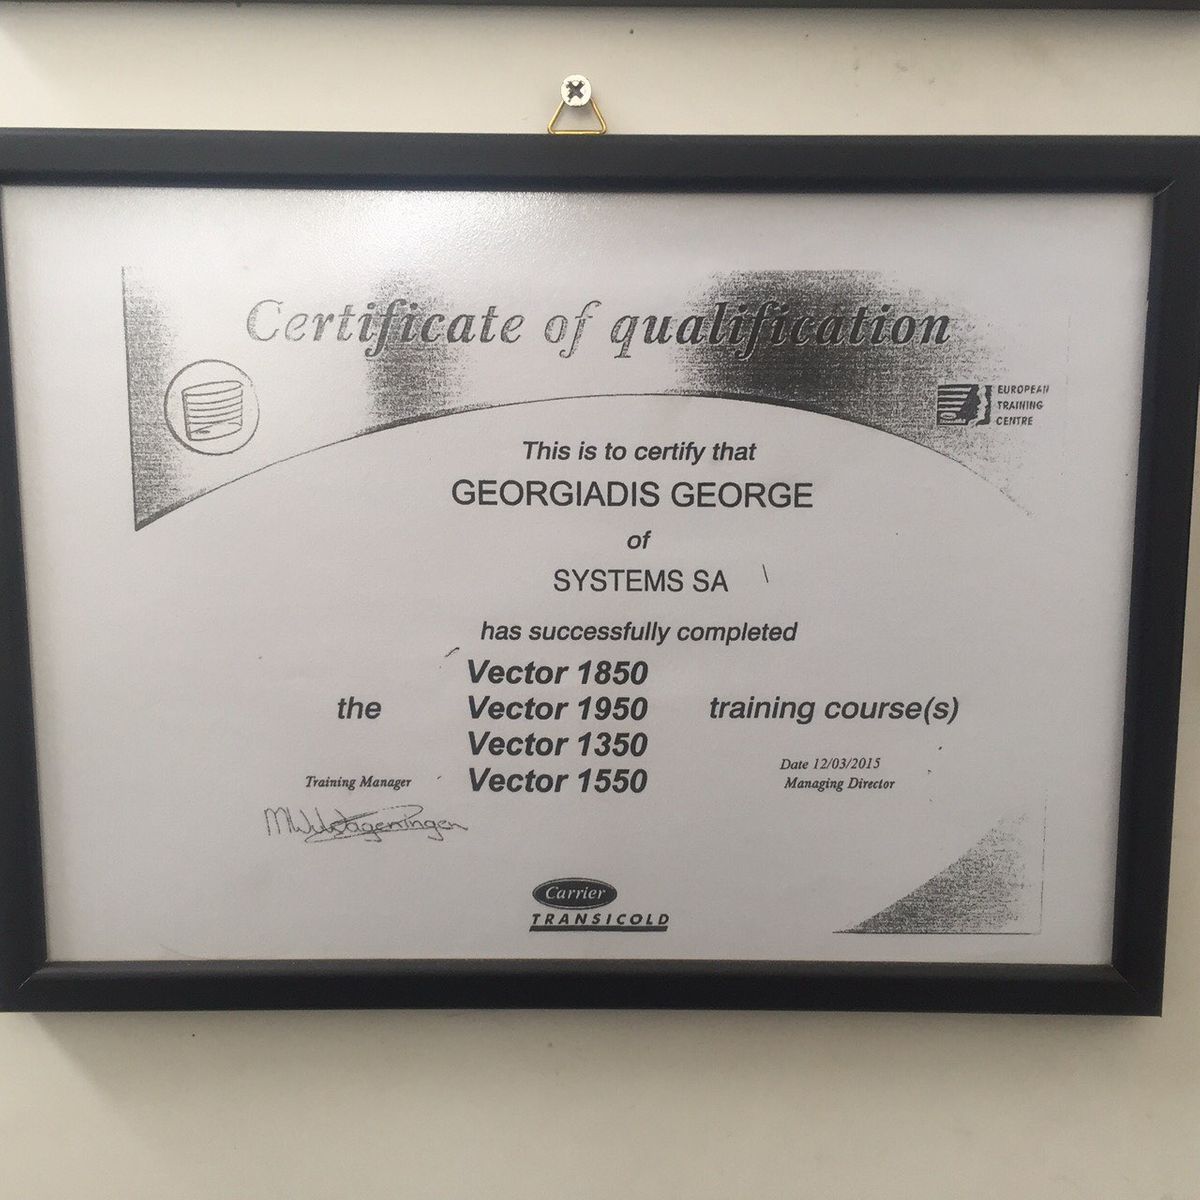 Certificate of qualification
EUROPEAN
TRAINING
CENTRE
This is to certify that
GEORGIADIS GEORGE
of
SYSTEMS SA
has successfully completed
Vector 1850
the Vector 1950 training course(s)
Vector 1350
Date 12/03/2015
Training Manager Vector 1550 Managing Director
Carrier
TRANSICOLD